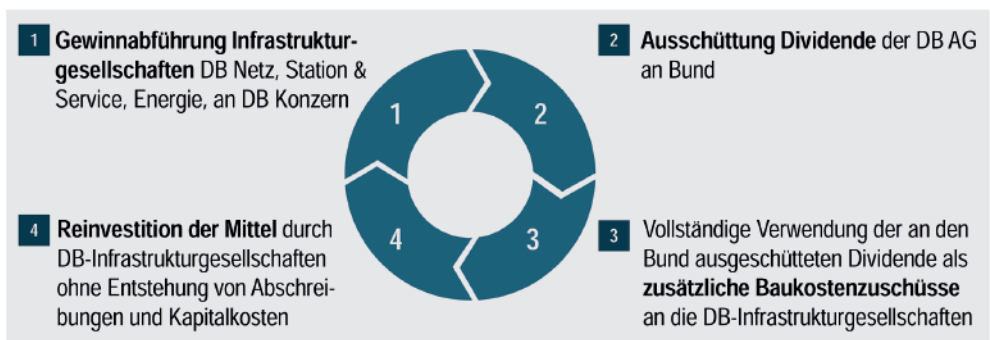 1 Gewinnabführung Infrastruktur-
gesellschaften DB Netz, Station &
Service, Energie, an DB Konzern
2 Ausschüttung Dividende der DB AG
an Bund
1
2
3
4
4 Reinvestition der Mittel durch
DB-Infrastrukturgesellschaften
ohne Entstehung von Abschrei-
bungen und Kapitalkosten
3 Vollständige Verwendung der an den
Bund ausgeschütteten Dividende als
zusätzliche Baukostenzuschüsse
an die DB-Infrastrukturgesellschaften